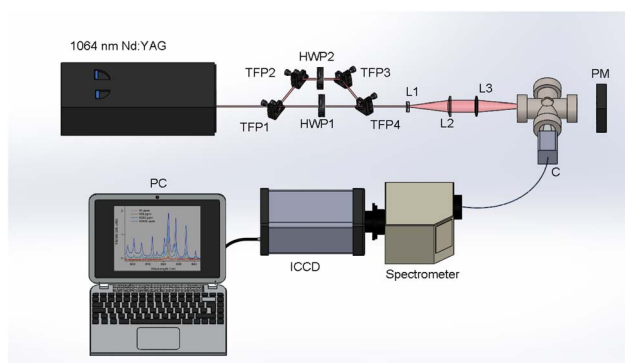 1064 nm Nd:YAG
HWP2
TFP2
TFP3
TFP1
HWP1
TFP4
L1
L2
L3
PM
C
PC
ICCD
Spectrometer